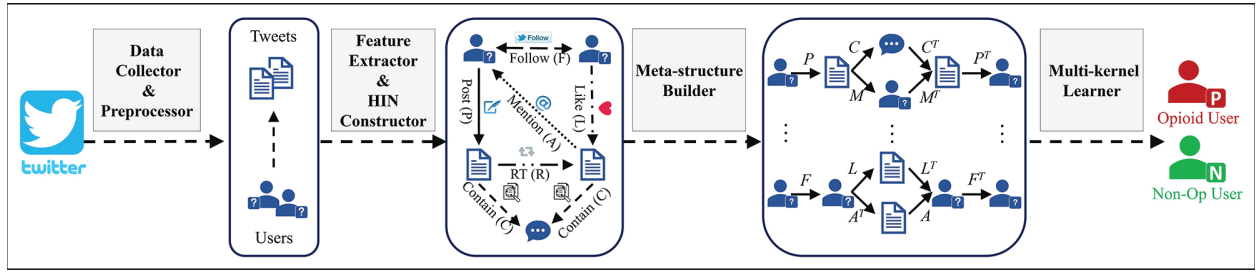 twitter
Data
Collector
&
Preprocessor
Tweets
Users
Feature
Extractor
&
HIN
Constructor
Follow
Follow (F)
Post (P)
Mention (A)
@
Like (L)
RT (R)
Contain (C)
Contain (C)
? ?
Meta-structure
Builder
P C C^T P^T
M M^T
F L L^T F^T
A^T A
Multi-kernel
Learner
P
Opioid User
N
Non-Op User